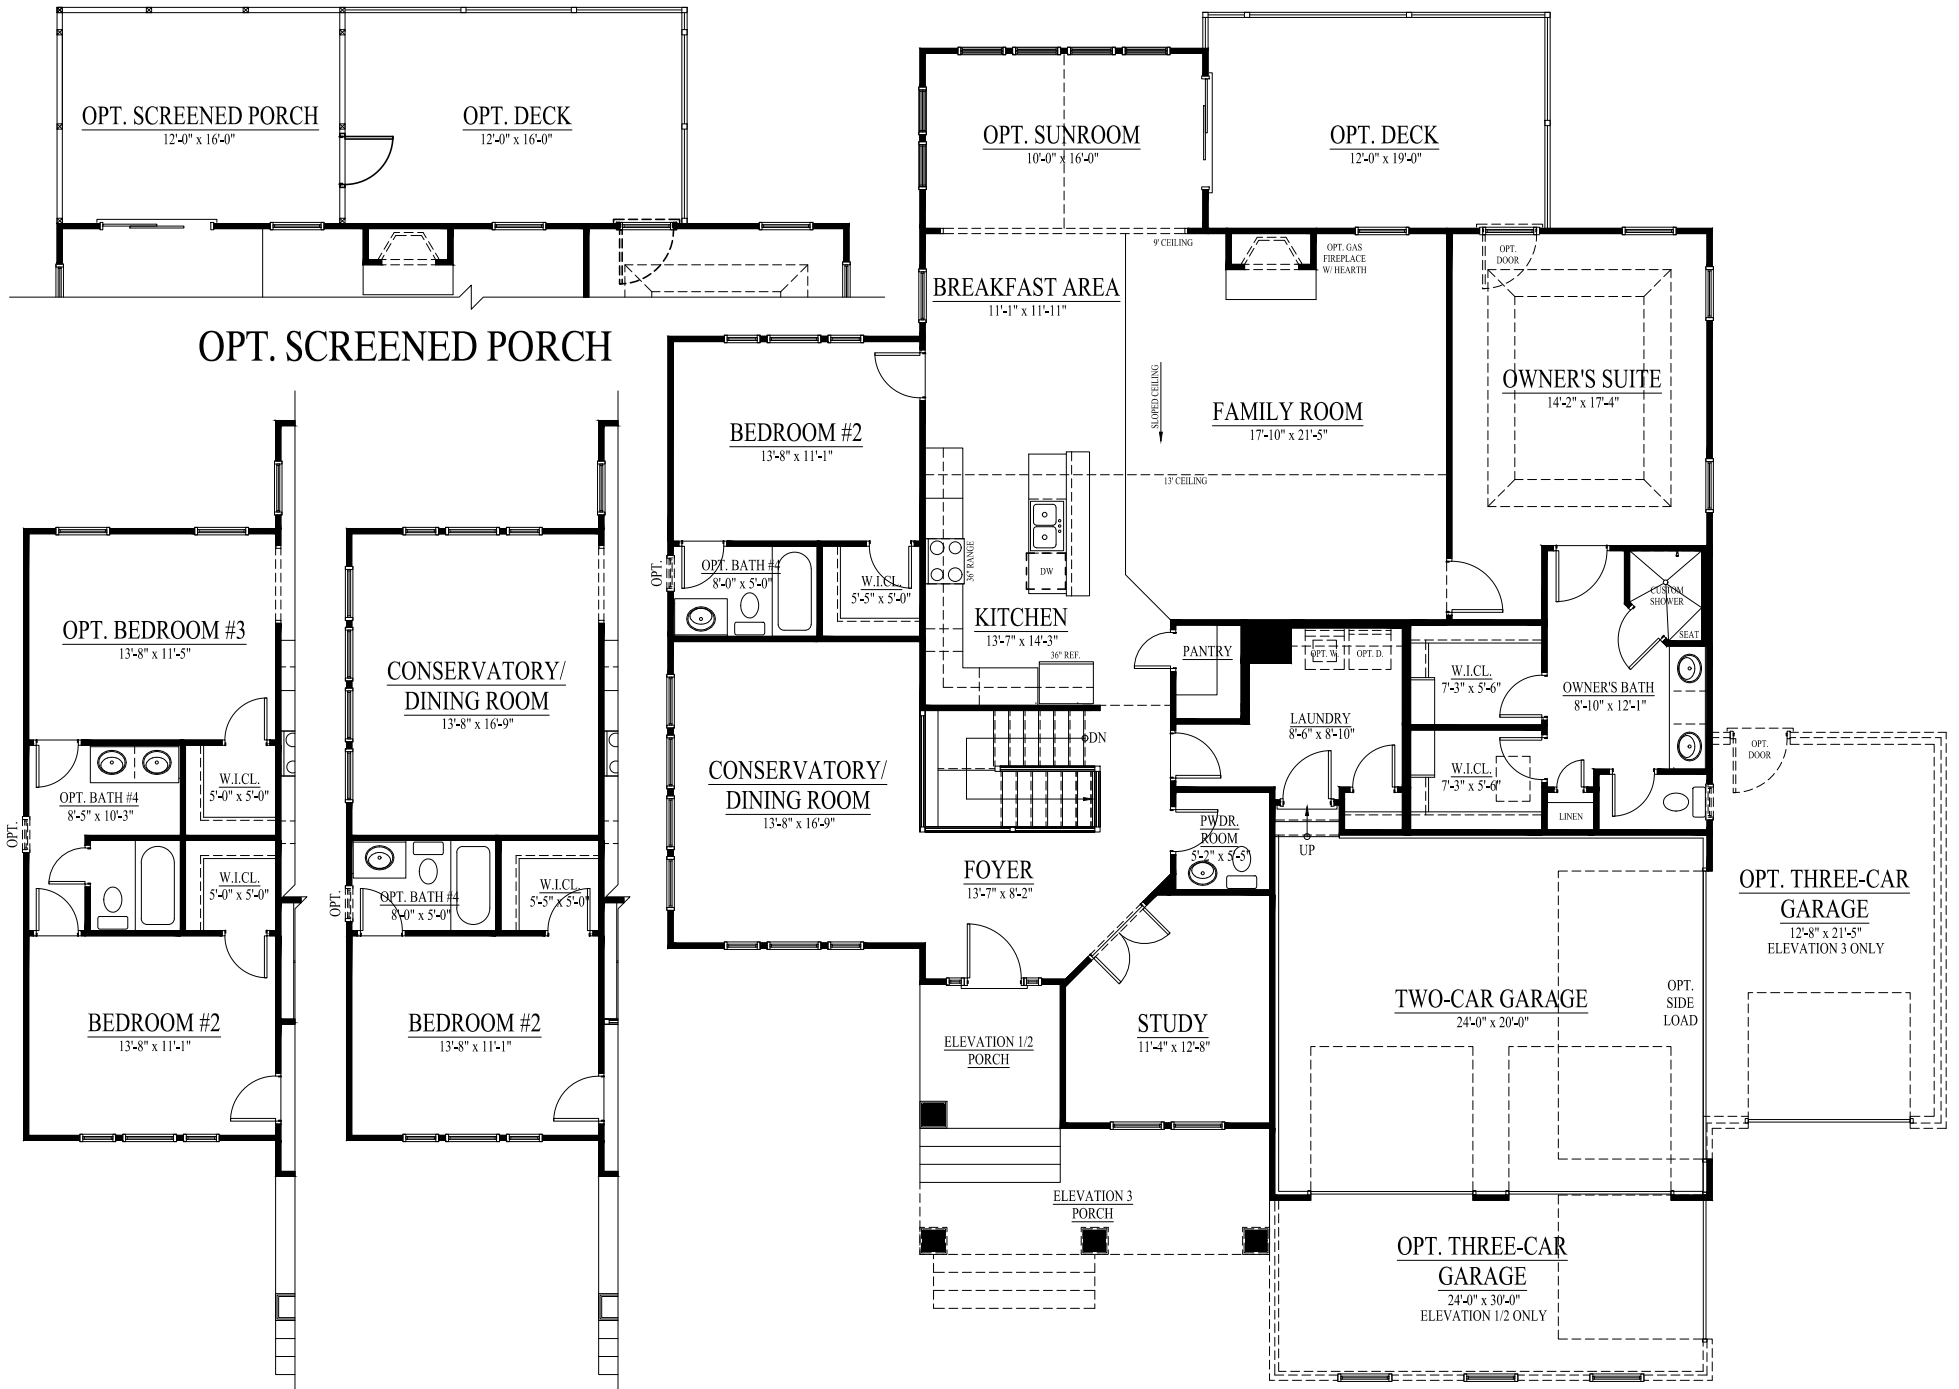 OPT. SCREENED PORCH
12'-0" x 16'-0"
OPT. DECK
12'-0" x 16'-0"
OPT. SCREENED PORCH
OPT. SUNROOM
10'-0" x 16'-0"
OPT. DECK
12'-0" x 19'-0"
9' CEILING
OPT. GAS
FIREPLACE
W/ HEARTH
OPT.
DOOR
BREAKFAST AREA
11'-1" x 11'-11"
SLOPED CEILING
FAMILY ROOM
17'-10" x 21'-5"
13' CEILING
OWNER'S SUITE
14'-2" x 17'-4"
BEDROOM #2
13'-8" x 11'-1"
OPT.
OPT. BATH #4
8'-0" x 5'-0"
W.I.CL.
5'-5" x 5'-0"
36" RANGE
DW
KITCHEN
13'-7" x 14'-3"
36" REF.
PANTRY
OPT. W.
OPT. D.
CUSTOM
SHOWER
SEAT
W.I.CL.
7'-3" x 5'-6"
OWNER'S BATH
8'-10" x 12'-1"
LAUNDRY
8'-6" x 8'-10"
DN
W.I.CL.
7'-3" x 5'-6"
LINEN
OPT.
DOOR
CONSERVATORY/
DINING ROOM
13'-8" x 16'-9"
PWDR.
ROOM
5'-2" x 5'-5"
UP
FOYER
13'-7" x 8'-2"
OPT. THREE-CAR
GARAGE
12'-8" x 21'-5"
ELEVATION 3 ONLY
TWO-CAR GARAGE
24'-0" x 20'-0"
OPT.
SIDE
LOAD
STUDY
11'-4" x 12'-8"
ELEVATION 1/2
PORCH
ELEVATION 3
PORCH
OPT. THREE-CAR
GARAGE
24'-0" x 30'-0"
ELEVATION 1/2 ONLY
OPT. BEDROOM #3
13'-8" x 11'-5"
W.I.CL.
5'-0" x 5'-0"
OPT. BATH #4
8'-5" x 10'-3"
OPT.
W.I.CL.
5'-0" x 5'-0"
BEDROOM #2
13'-8" x 11'-1"
CONSERVATORY/
DINING ROOM
13'-8" x 16'-9"
OPT.
OPT. BATH #4
8'-0" x 5'-0"
W.I.CL.
5'-5" x 5'-0"
BEDROOM #2
13'-8" x 11'-1"